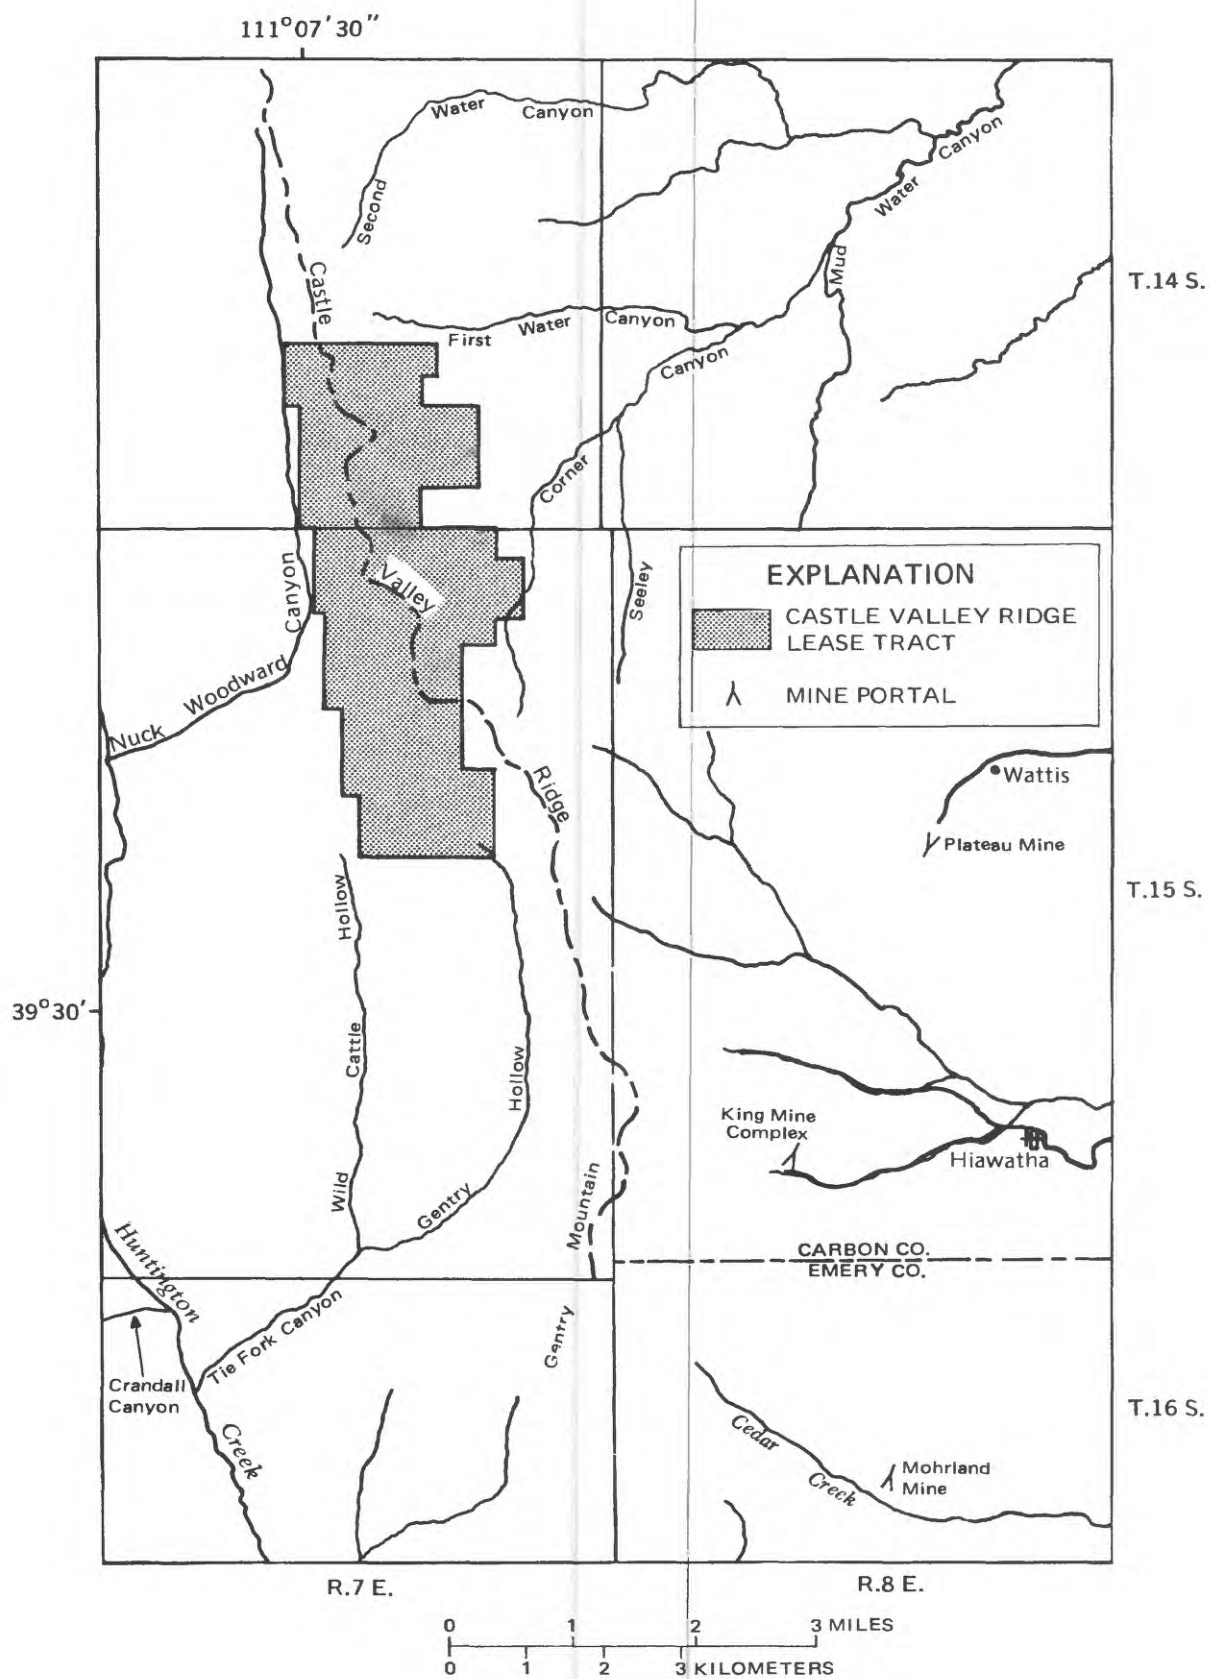 111°07'30"
Second Water Canyon
Mud Water Canyon
T.14 S.
First Water Canyon
Corner Canyon
Seeley
Castle Valley Ridge
Nuck Woodward Canyon
EXPLANATION
CASTLE VALLEY RIDGE
LEASE TRACT
MINE PORTAL
Wattis
Plateau Mine
T.15 S.
39°30'
Wild Cattle Hollow
Gentry Hollow
King Mine
Complex
Hiawatha
Gentry Mountain
CARBON CO.
EMERY CO.
Huntington Creek
Tie Fork Canyon
Crandall
Canyon
T.16 S.
Cedar Creek
Mohrland
Mine
R.7 E.
R.8 E.
0 1 2 3 MILES
0 1 2 3 KILOMETERS